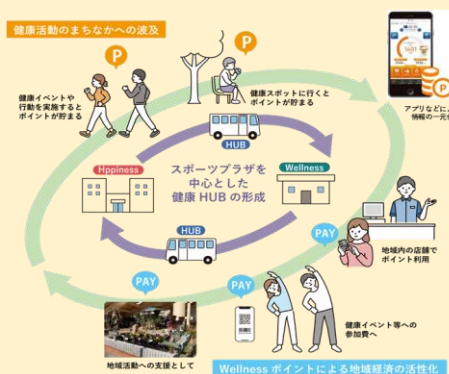 健康活動のまちなかへの波及
P
P
健康イベントや
行動を実施すると
ポイントが貯まる
健康スポットに行くと
ポイントが貯まる
P
アプリなどによ
情報の一元化
HUB
Hppiness
スポーツプラザを
中心とした
健康 HUB の形成
Wellness
HUB
PAY
地域内の店舗で
ポイント利用
PAY
PAY
健康イベント等への
参加費へ
地域活動への支援として
Wellness ポイントによる地域経済の活性化